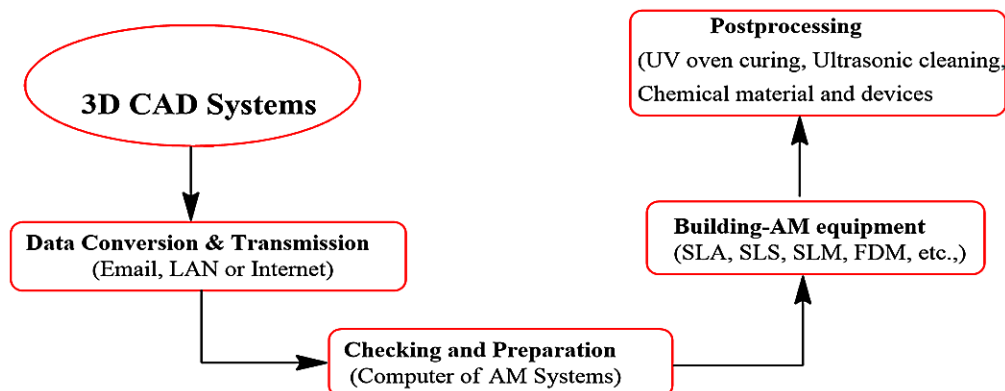 3D CAD Systems
Data Conversion & Transmission
(Email, LAN or Internet)
Checking and Preparation
(Computer of AM Systems)
Building-AM equipment
(SLA, SLS, SLM, FDM, etc.,)
Postprocessing
(UV oven curing, Ultrasonic cleaning,
Chemical material and devices